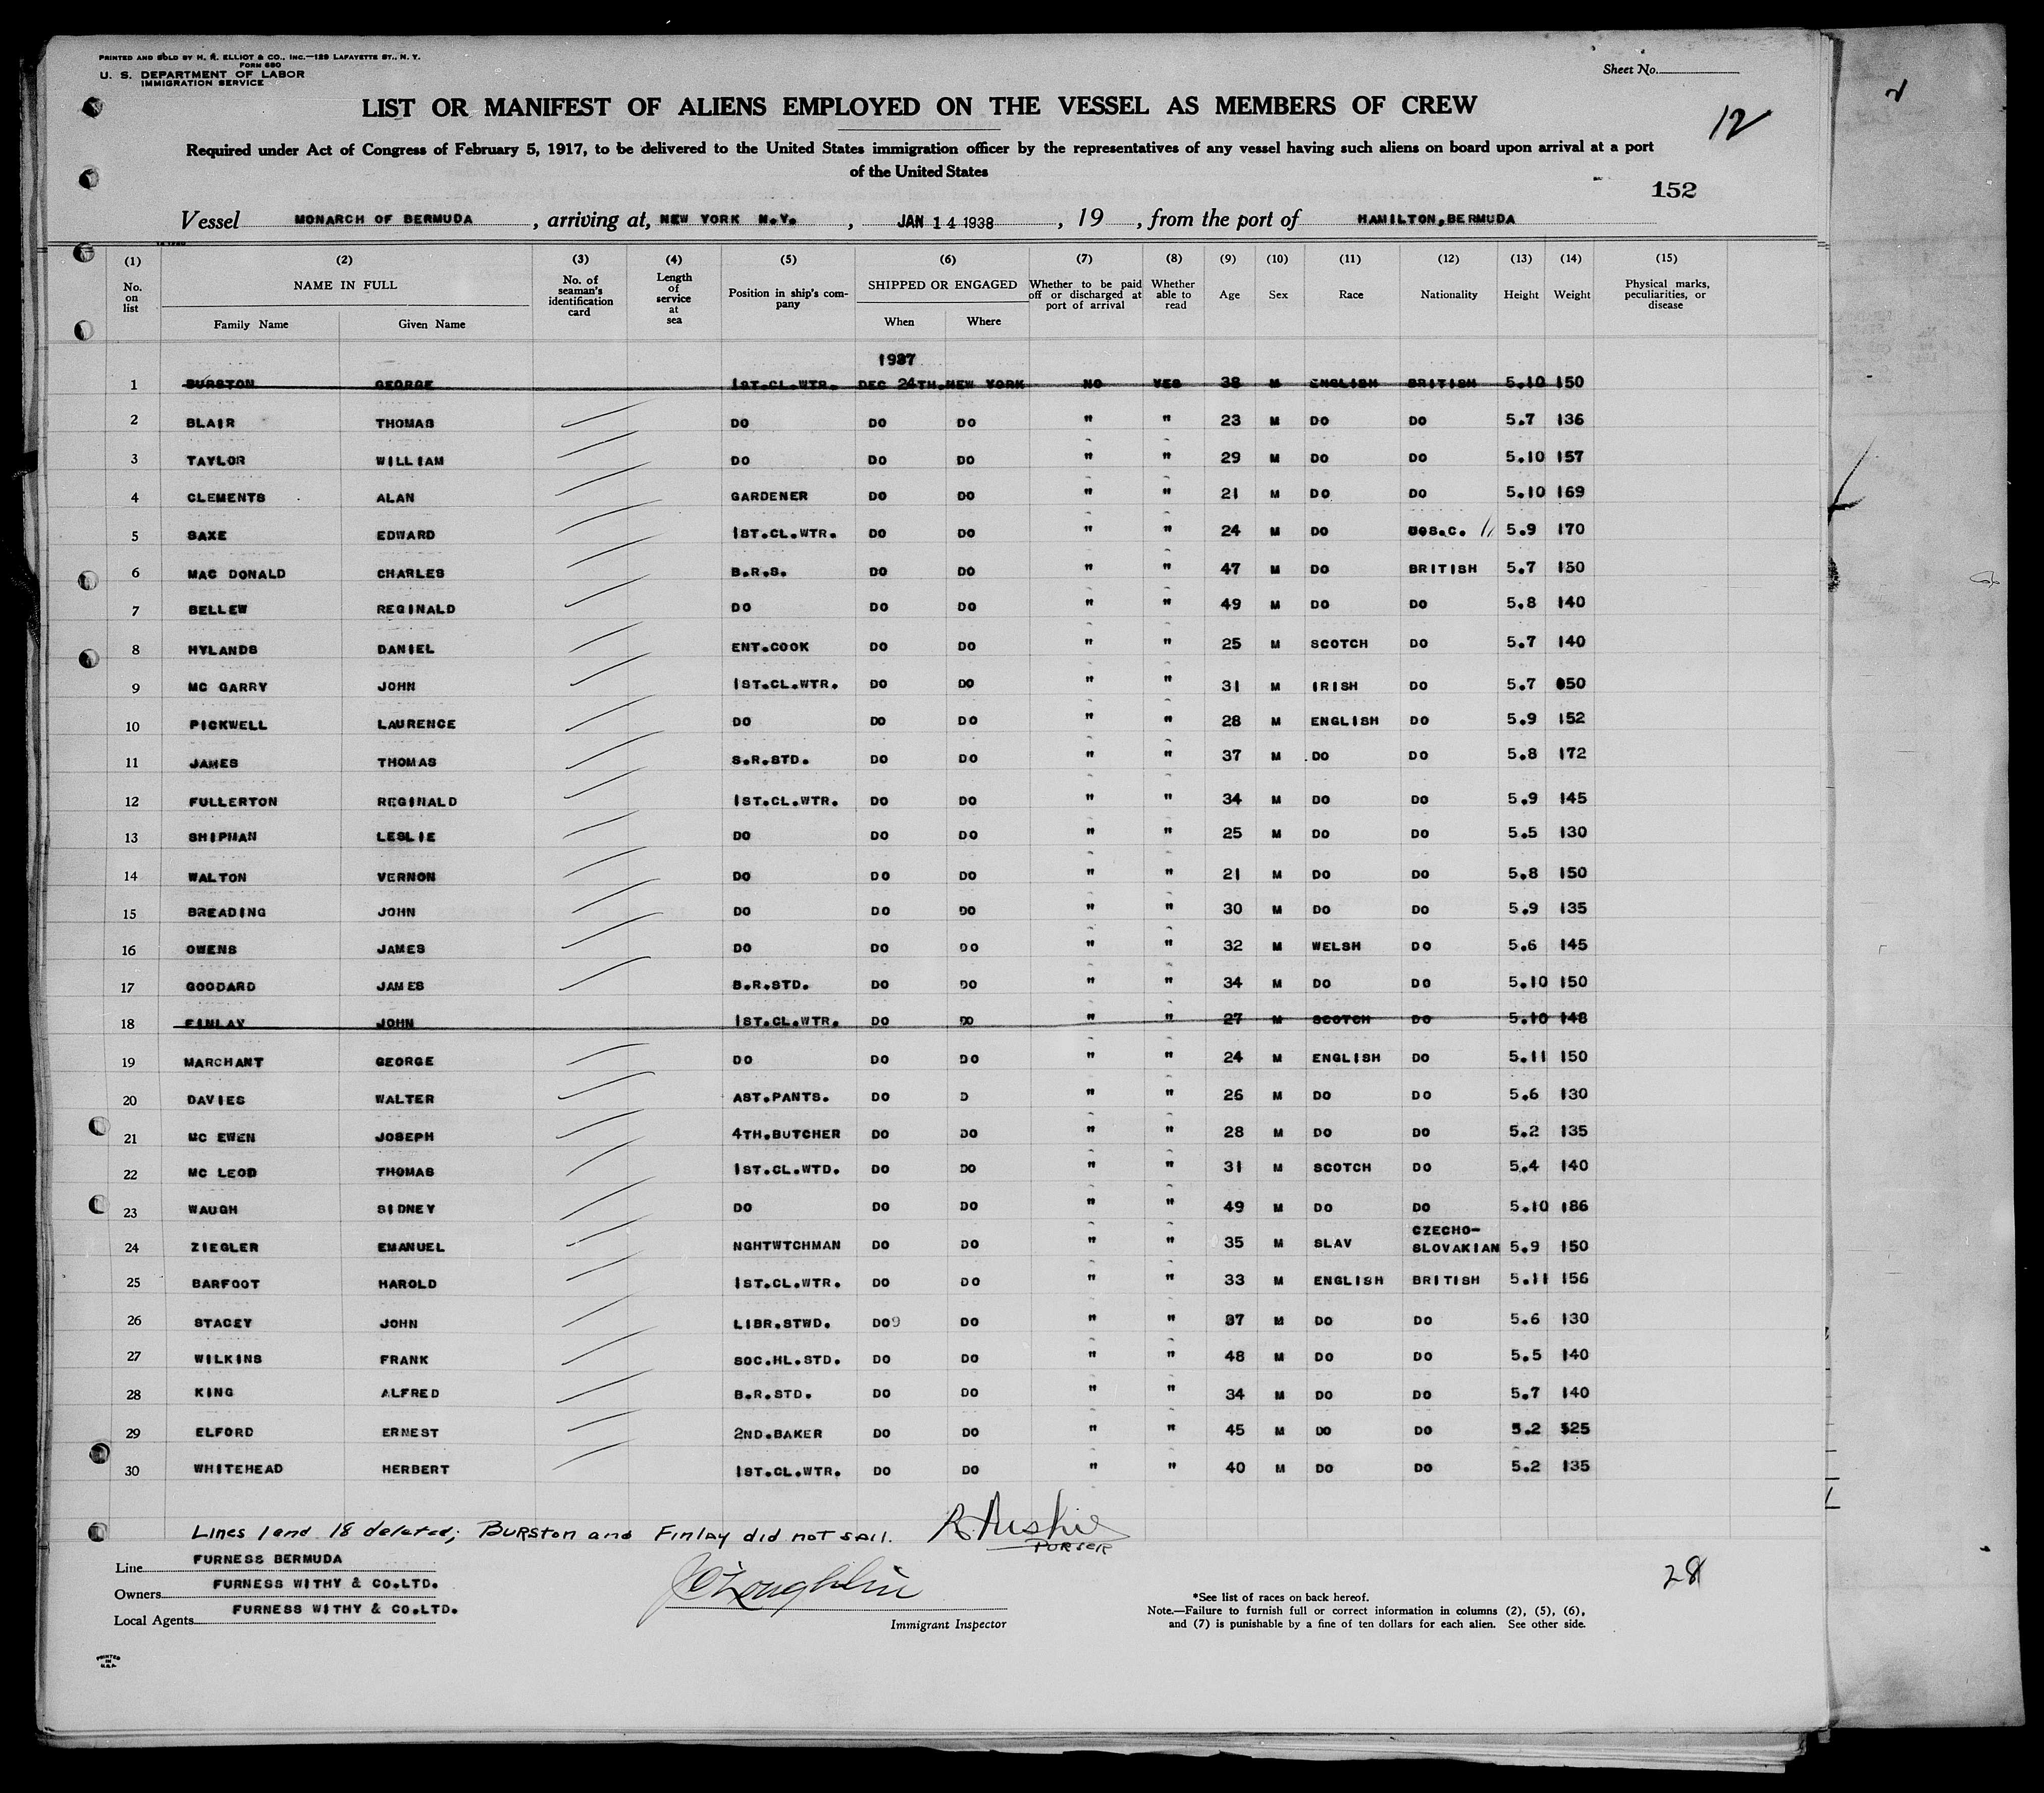 PRINTED AND SOLD BY H. R. ELLIOT & CO., INC.—129 LAFAYETTE ST., N. Y.
FORM 680
U. S. DEPARTMENT OF LABOR
IMMIGRATION SERVICE
Sheet No.
LIST OR MANIFEST OF ALIENS EMPLOYED ON THE VESSEL AS MEMBERS OF CREW
12
Required under Act of Congress of February 5, 1917, to be delivered to the United States immigration officer by the representatives of any vessel having such aliens on board upon arrival at a port
of the United States
152
Vessel MONARCH OF BERMUDA, arriving at, NEW YORK N.Y., JAN 14 1938, 19, from the port of HAMILTON,BERMUDA
(1) (2) (3) (4) (5) (6) (7) (8) (9) (10) (11) (12) (13) (14) (15)
No. on list NAME IN FULL Family Name Given Name No. of seaman's identification card Length of service at sea Position in ship's company SHIPPED OR ENGAGED When Where Whether to be paid off or discharged at port of arrival Whether able to read Age Sex Race Nationality Height Weight Physical marks, peculiarities, or disease
1937
1 BURSTON GEORGE 1ST.CL.WTR. DEC 24TH.NEW YORK NO YES 38 M ENGLISH BRITISH 5.10 150
2 BLAIR THOMAS DO DO DO " " 23 M DO DO 5.7 136
3 TAYLOR WILLIAM DO DO DO " " 29 M DO DO 5.10 157
4 CLEMENTS ALAN GARDENER DO DO " " 21 M DO DO 5.10 169
5 SAXE EDWARD 1ST.CL.WTR. DO DO " " 24 M DO S.C. 5.9 170
6 MAC DONALD CHARLES B.R.S. DO DO " " 47 M DO BRITISH 5.7 150
7 BELLEW REGINALD DO DO DO " " 49 M DO DO 5.8 140
8 HYLANDS DANIEL ENT.COOK DO DO " " 25 M SCOTCH DO 5.7 140
9 MC GARRY JOHN 1ST.CL.WTR. DO DO " " 31 M IRISH DO 5.7 50
10 PICKWELL LAURENCE DO DO DO " " 28 M ENGLISH DO 5.9 152
11 JAMES THOMAS S.R.STD. DO DO " " 37 M DO DO 5.8 172
12 FULLERTON REGINALD 1ST.CL.WTR. DO DO " " 34 M DO DO 5.9 145
13 SHIPMAN LESLIE DO DO DO " " 25 M DO DO 5.5 130
14 WALTON VERNON DO DO DO " " 21 M DO DO 5.8 150
15 BREADING JOHN DO DO DO " " 30 M DO DO 5.9 135
16 OWENS JAMES DO DO DO " " 32 M WELSH DO 5.6 145
17 GOODARD JAMES B.R.STD. DO DO " " 34 M DO DO 5.10 150
18 FINLAY JOHN 1ST.CL.WTR. DO DO " " 27 M SCOTCH DO 5.10 148
19 MARCHANT GEORGE DO DO DO " " 24 M ENGLISH DO 5.11 150
20 DAVIES WALTER AST.PANTS. DO D " " 26 M DO DO 5.6 130
21 MC EWEN JOSEPH 4TH.BUTCHER DO DO " " 28 M DO DO 5.2 135
22 MC LEOD THOMAS 1ST.CL.WTD. DO DO " " 31 M SCOTCH DO 5.4 140
23 WAUGH SIDNEY DO DO DO " " 49 M DO DO 5.10 186
24 ZIEGLER EMANUEL NGHTWTCHMAN DO DO " " 35 M SLAV CZECHO-SLOVAKIAN 5.9 150
25 BARFOOT HAROLD 1ST.CL.WTR. DO DO " " 33 M ENGLISH BRITISH 5.11 156
26 STACEY JOHN LIBR.STWD. DO9 DO " " 37 M DO DO 5.6 130
27 WILKINS FRANK SOC.HL.STD. DO DO " " 48 M DO DO 5.5 140
28 KING ALFRED B.R.STD. DO DO " " 34 M DO DO 5.7 140
29 ELFORD ERNEST 2ND.BAKER DO DO " " 45 M DO DO 5.2 $25
30 WHITEHEAD HERBERT 1ST.CL.WTR. DO DO " " 40 M DO DO 5.2 135
Lines 1 and 18 deleted; Burston and Finlay did not sail.
PURSER
Line FURNESS BERMUDA
Owners FURNESS WITHY & CO.LTD.
Local Agents FURNESS WITHY & CO.LTD.
J O'Loughlin
Immigrant Inspector
28
*See list of races on back hereof.
Note.—Failure to furnish full or correct information in columns (2), (5), (6),
and (7) is punishable by a fine of ten dollars for each alien. See other side.
PRINTED
IN
U.S.A.